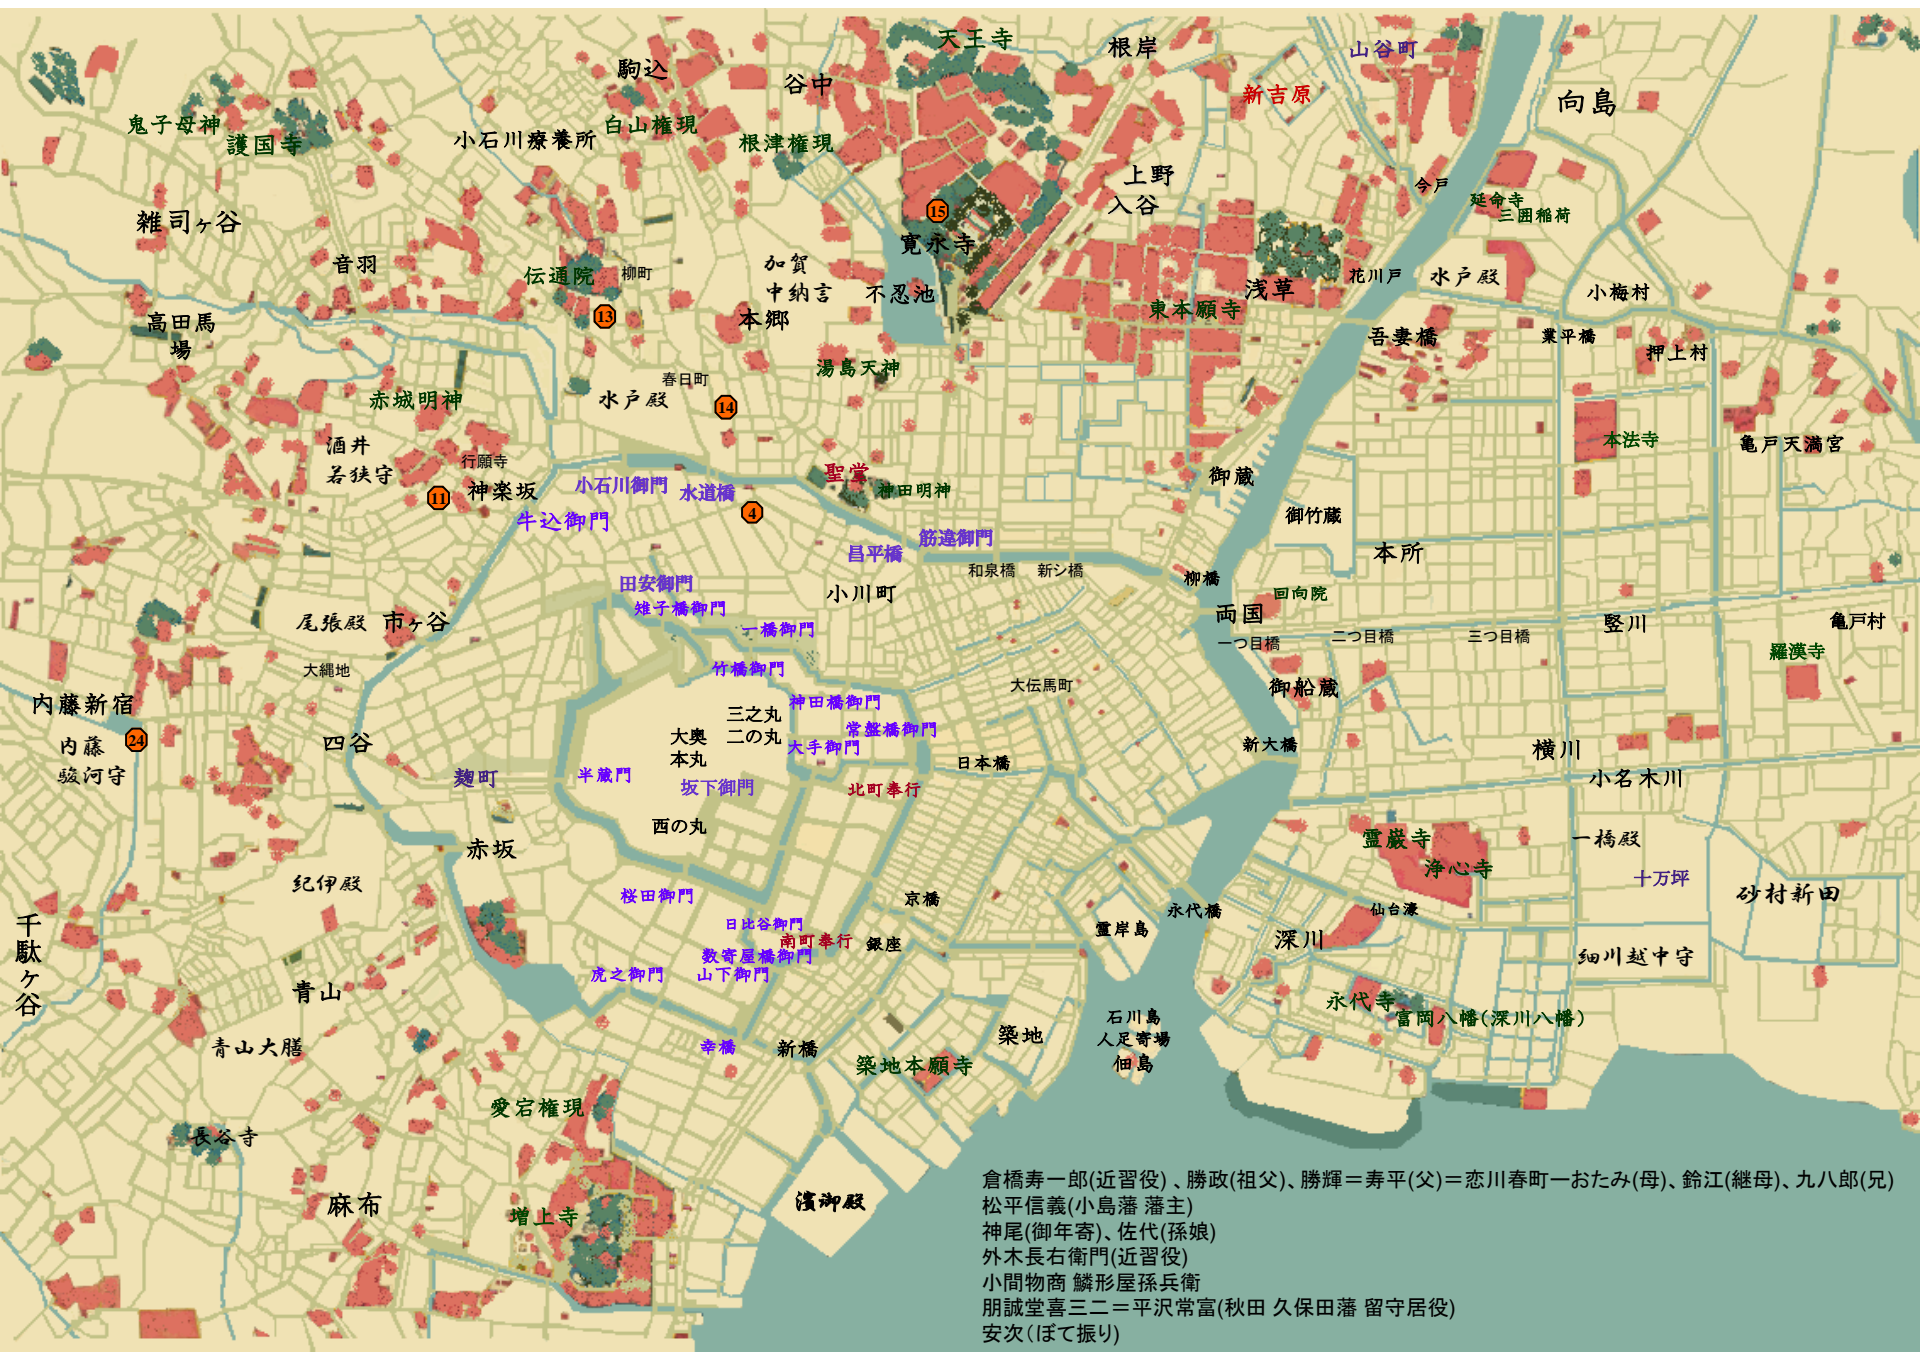 天王寺
根岸
山谷町
駒込
谷中
新吉原
向島
鬼子母神
護国寺
小石川療養所
白山権現
根津権現
上野
入谷
今戸
延命寺
三囲稲荷
雑司ヶ谷
15
寛永寺
音羽
伝通院
柳町
加賀
中納言
不忍池
浅草
花川戸
水戸殿
小梅村
高田馬
場
13
本郷
東本願寺
吾妻橋
業平橋
押上村
湯島天神
春日町
赤城明神
水戸殿
14
酒井
若狭守
行願寺
本法寺
亀戸天満宮
11
神楽坂
小石川御門
水道橋
聖堂
神田明神
御蔵
牛込御門
4
御竹蔵
昌平橋
筋違御門
本所
和泉橋
新シ橋
柳橋
田安御門
雉子橋御門
小川町
回向院
両国
尾張殿
市ヶ谷
一橋御門
一つ目橋
二つ目橋
三つ目橋
竪川
亀戸村
羅漢寺
大縄地
竹橋御門
大伝馬町
御船蔵
内藤新宿
神田橋御門
三之丸
二の丸
常盤橋御門
大奥
本丸
大手御門
24
内藤
駿河守
四谷
新大橋
横川
日本橋
麹町
半蔵門
坂下御門
北町奉行
小名木川
西の丸
赤坂
霊巌寺
浄心寺
一橋殿
紀伊殿
桜田御門
京橋
十万坪
砂村新田
千駄ヶ谷
永代橋
仙台濠
日比谷御門
南町奉行
銀座
霊岸島
深川
数寄屋橋御門
細川越中守
虎之御門
山下御門
青山
永代寺
富岡八幡(深川八幡)
石川島
人足寄場
佃島
青山大膳
幸橋
新橋
築地
築地本願寺
愛宕権現
長谷寺
麻布
増上寺
濱御殿
倉橋寿一郎(近習役) 、勝政(祖父)、勝輝＝寿平(父)＝恋川春町ーおたみ(母)、鈴江(継母)、九八郎(兄)
松平信義(小島藩 藩主)
神尾(御年寄)、佐代(孫娘)
外木長右衛門(近習役)
小間物商 鱗形屋孫兵衛
朋誠堂喜三二＝平沢常富(秋田 久保田藩 留守居役)
安次（ぼて振り)